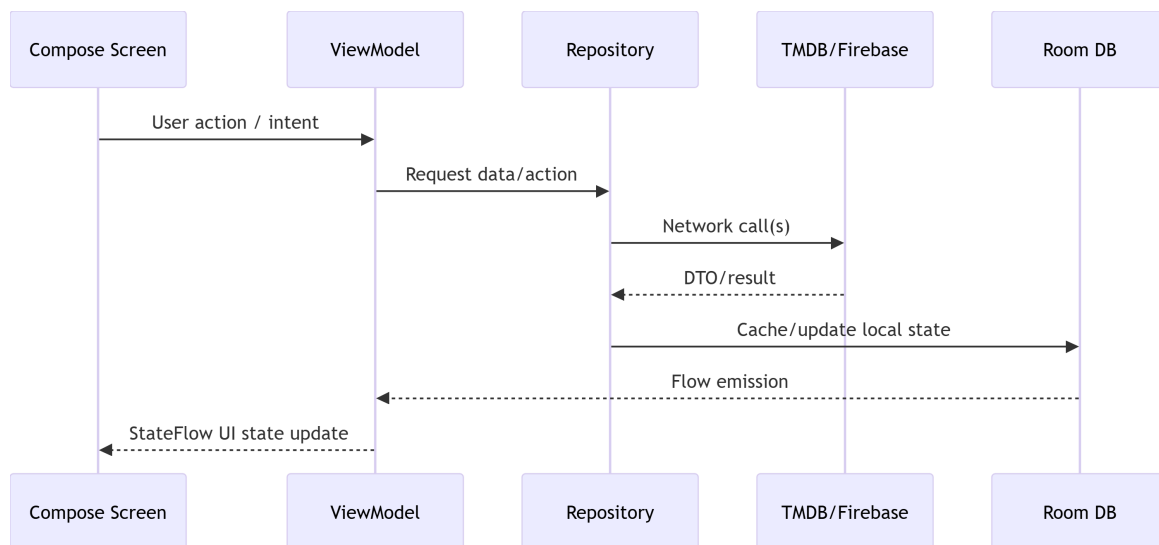 Compose Screen
ViewModel
Repository
TMDB/Firebase
Room DB
User action / intent
Request data/action
Network call(s)
DTO/result
Cache/update local state
Flow emission
StateFlow UI state update
Compose Screen
ViewModel
Repository
TMDB/Firebase
Room DB